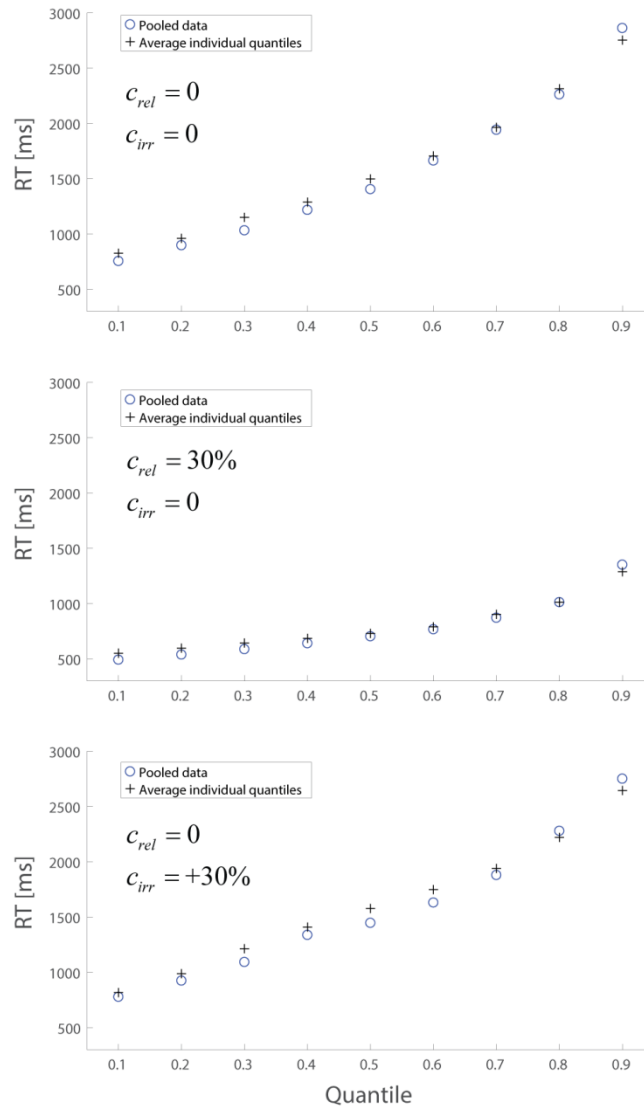 3000
2500
2000
1500
1000
500
RT [ms]
Pooled data
+ Average individual quantiles
c_rel = 0
c_irr = 0
0.1 0.2 0.3 0.4 0.5 0.6 0.7 0.8 0.9
3000
2500
2000
1500
1000
500
RT [ms]
Pooled data
+ Average individual quantiles
c_rel = 30%
c_irr = 0
0.1 0.2 0.3 0.4 0.5 0.6 0.7 0.8 0.9
3000
2500
2000
1500
1000
500
RT [ms]
Pooled data
+ Average individual quantiles
c_rel = 0
c_irr = +30%
0.1 0.2 0.3 0.4 0.5 0.6 0.7 0.8 0.9
Quantile